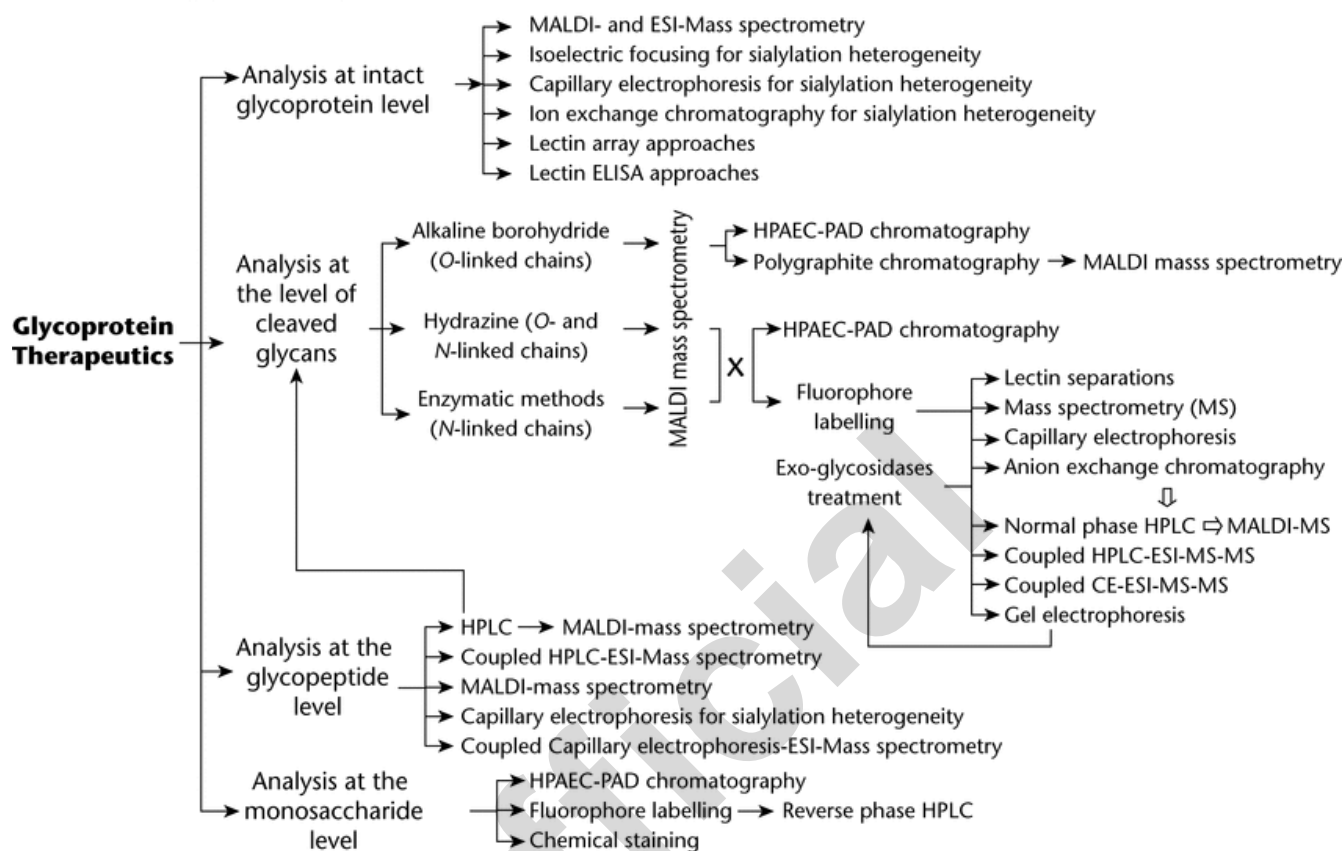 Glycoprotein
Therapeutics
Analysis at intact
glycoprotein level
MALDI- and ESI-Mass spectrometry
Isoelectric focusing for sialylation heterogeneity
Capillary electrophoresis for sialylation heterogeneity
Ion exchange chromatography for sialylation heterogeneity
Lectin array approaches
Lectin ELISA approaches
Analysis at
the level of
cleaved
glycans
Alkaline borohydride
(O-linked chains)
Hydrazine (O- and
N-linked chains)
Enzymatic methods
(N-linked chains)
MALDI mass spectrometry
HPAEC-PAD chromatography
Polygraphite chromatography → MALDI masss spectrometry
X
HPAEC-PAD chromatography
Fluorophore
labelling
Exo-glycosidases
treatment
Lectin separations
Mass spectrometry (MS)
Capillary electrophoresis
Anion exchange chromatography
Normal phase HPLC ⇨ MALDI-MS
Coupled HPLC-ESI-MS-MS
Coupled CE-ESI-MS-MS
Gel electrophoresis
Analysis at the
glycopeptide
level
HPLC → MALDI-mass spectrometry
Coupled HPLC-ESI-Mass spectrometry
MALDI-mass spectrometry
Capillary electrophoresis for sialylation heterogeneity
Coupled Capillary electrophoresis-ESI-Mass spectrometry
Analysis at the
monosaccharide
level
HPAEC-PAD chromatography
Fluorophore labelling → Reverse phase HPLC
Chemical staining
fficial